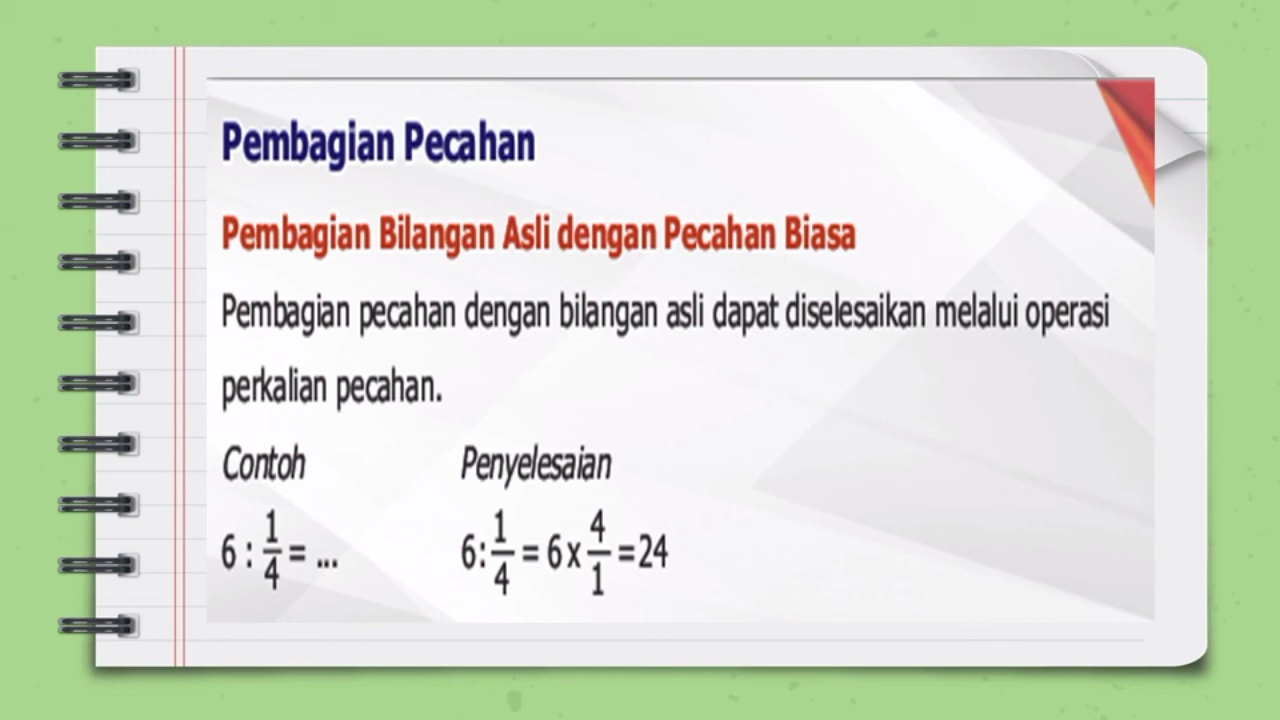 Pembagian Pecahan
Pembagian Bilangan Asli dengan Pecahan Biasa
Pembagian pecahan dengan bilangan asli dapat diselesaikan melalui operasi
perkalian pecahan.
Contoh Penyelesaian
6 : 1/4 = ... 6 : 1/4 = 6 x 4/1 = 24